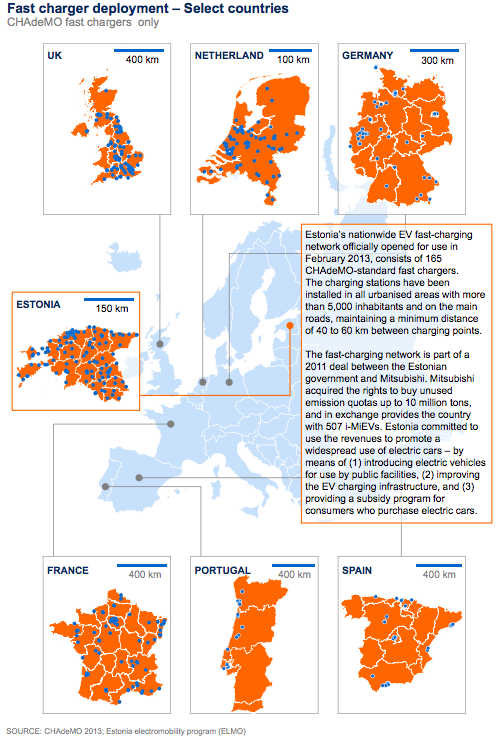 Fast charger deployment – Select countries
CHAdeMO fast chargers only
UK
400 km
NETHERLAND
100 km
GERMANY
300 km
Estonia's nationwide EV fast-charging
network officially opened for use in
February 2013, consists of 165
CHAdeMO-standard fast chargers.
The charging stations have been
installed in all urbanised areas with more
than 5,000 inhabitants and on the main
roads, maintaining a minimum distance
of 40 to 60 km between charging points.
The fast-charging network is part of a
2011 deal between the Estonian
government and Mitsubishi. Mitsubishi
acquired the rights to buy unused
emission quotas up to 10 million tons,
and in exchange provides the country
with 507 i-MiEVs. Estonia committed to
use the revenues to promote a
widespread use of electric cars – by
means of (1) introducing electric vehicles
for use by public facilities, (2) improving
the EV charging infrastructure, and (3)
providing a subsidy program for
consumers who purchase electric cars.
ESTONIA
150 km
FRANCE
400 km
PORTUGAL
400 km
SPAIN
400 km
SOURCE: CHAdeMO 2013; Estonia electromobility program (ELMO)